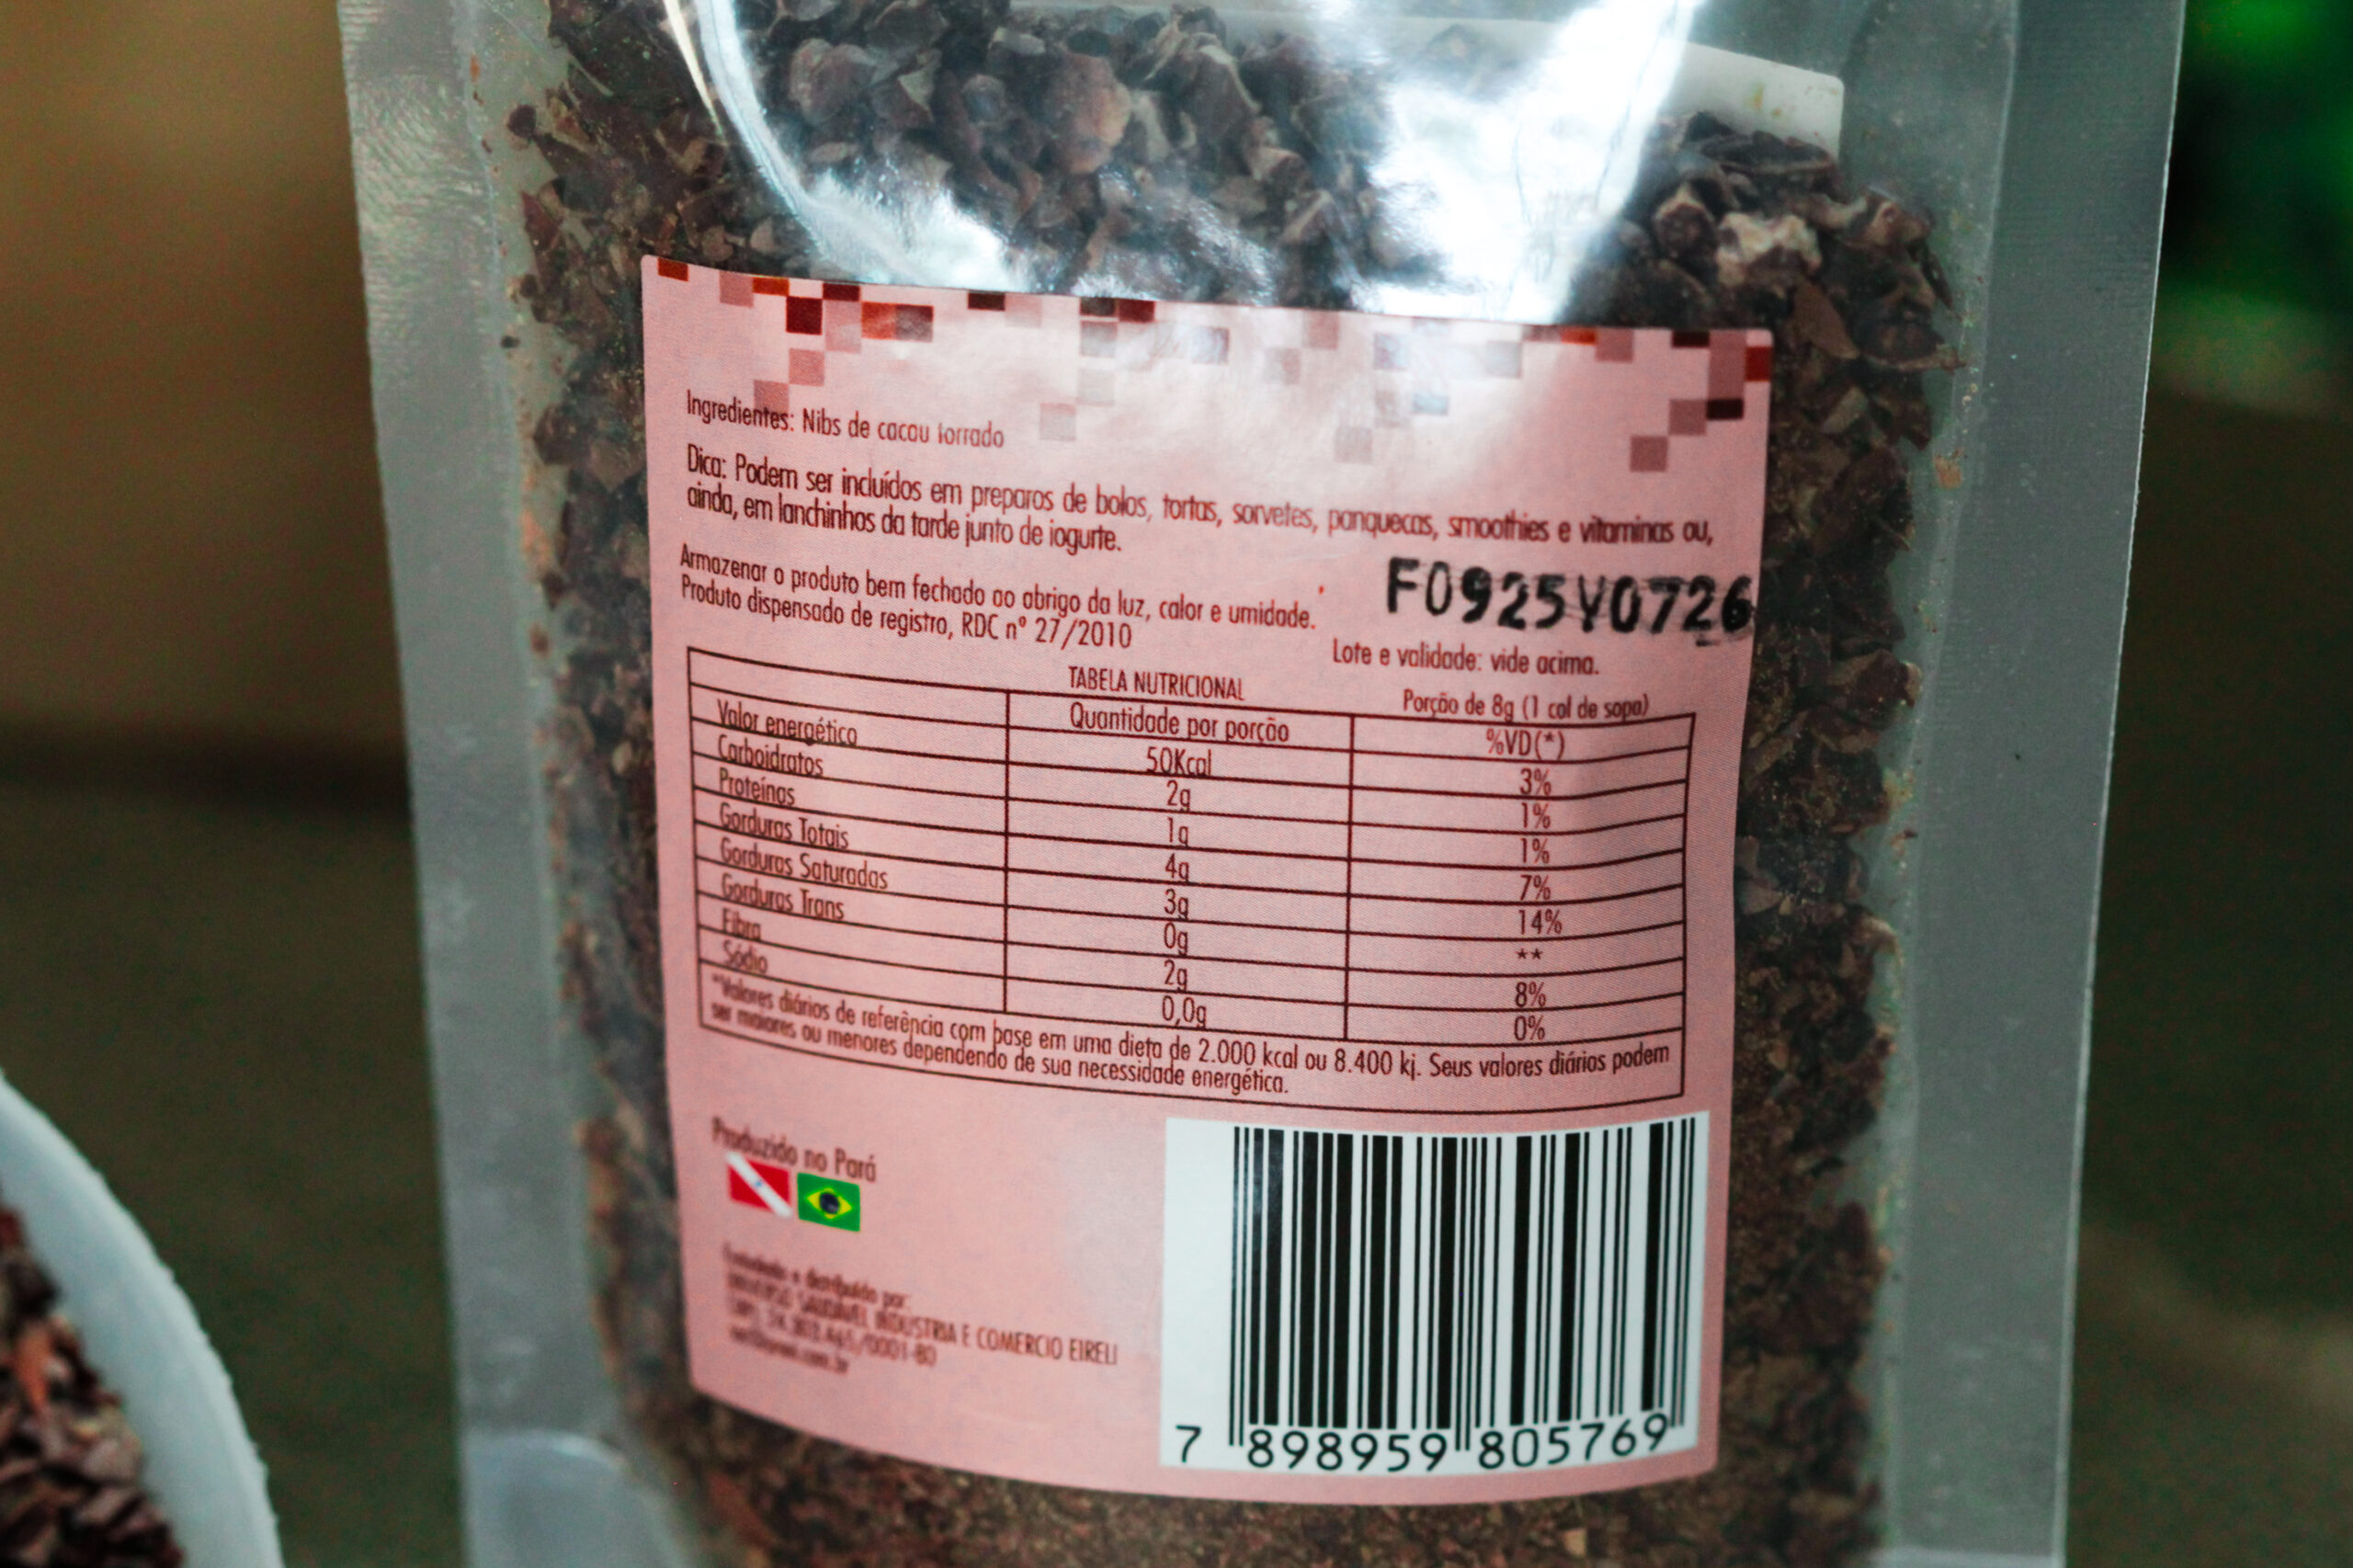 Ingredientes: Nibs de cacau torrado
Dica: Podem ser incluídos em preparos de bolos, tortas, sorvetes, panquecas, smoothies e vitaminas ou,
ainda, em lanchinhos da tarde junto de iogurte.
Armazenar o produto bem fechado ao abrigo da luz, calor e umidade.
Produto dispensado de registro, RDC nº 27/2010
F0925V0726
Lote e validade: vide acima.
TABELA NUTRICIONAL
Porção de 8g (1 col de sopa)
Quantidade por porção %VD(*)
Valor energético 50Kcal 3%
Carboidratos 2g 1%
Proteínas 1g 1%
Gorduras Totais 4g 7%
Gorduras Saturadas 3g 14%
Gorduras Trans 0g **
Fibra 2g 8%
Sódio 0,0g 0%
*Valores diários de referência com base em uma dieta de 2.000 kcal ou 8.400 kj. Seus valores diários podem
ser maiores ou menores dependendo de sua necessidade energética.
Produzido no Pará
e distribuído por:
SAUDAVEL INDUSTRIA E COMERCIO EIRELI
7 898959 805769